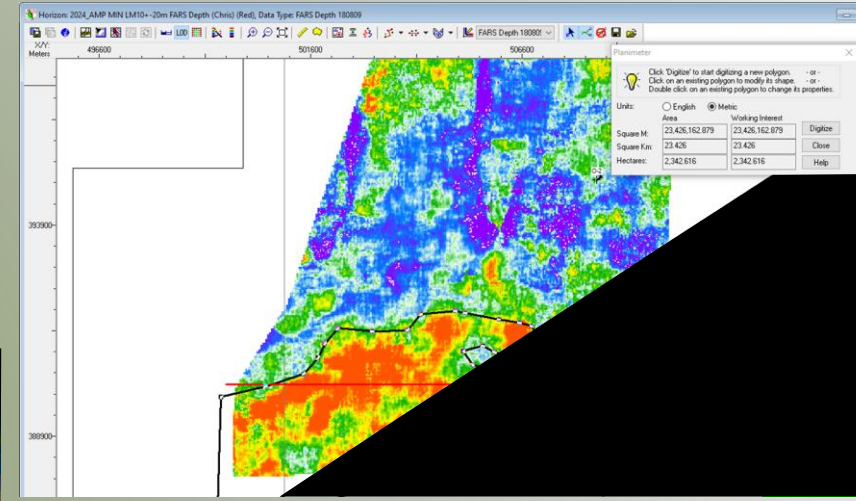 Horizon: 2024_AMP MIN LM10+-20m FARS Depth (Chris) (Red), Data Type: FARS Depth 180809
LOD
FARS Depth 18080
X/Y:
Meters
496600
501600
506600
393900
388900
Planimeter
Click 'Digitize' to start digitizing a new polygon. - or -
Click on an existing polygon to modify its shape. - or -
Double click on an existing polygon to change its properties.
Units: English Metric
Area Working Interest
Square M: 23,426,162.879 23,426,162.879 Digitize
Square Km: 23.426 23.426 Close
Hectares: 2,342.616 2,342.616 Help